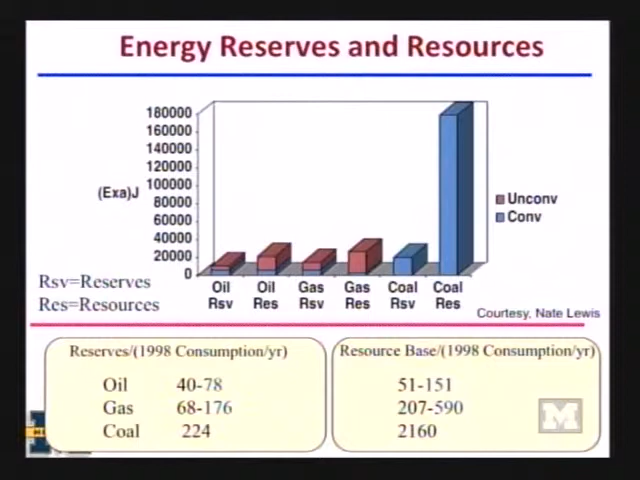 Energy Reserves and Resources
180000
160000
140000
120000
100000
80000
60000
40000
20000
0
(Exa)J
Unconv
Conv
Oil Rsv
Oil Res
Gas Rsv
Gas Res
Coal Rsv
Coal Res
Rsv=Reserves
Res=Resources
Courtesy, Nate Lewis
Reserves/(1998 Consumption/yr)
Oil 40-78
Gas 68-176
Coal 224
Resource Base/(1998 Consumption/yr)
51-151
207-590
2160
M